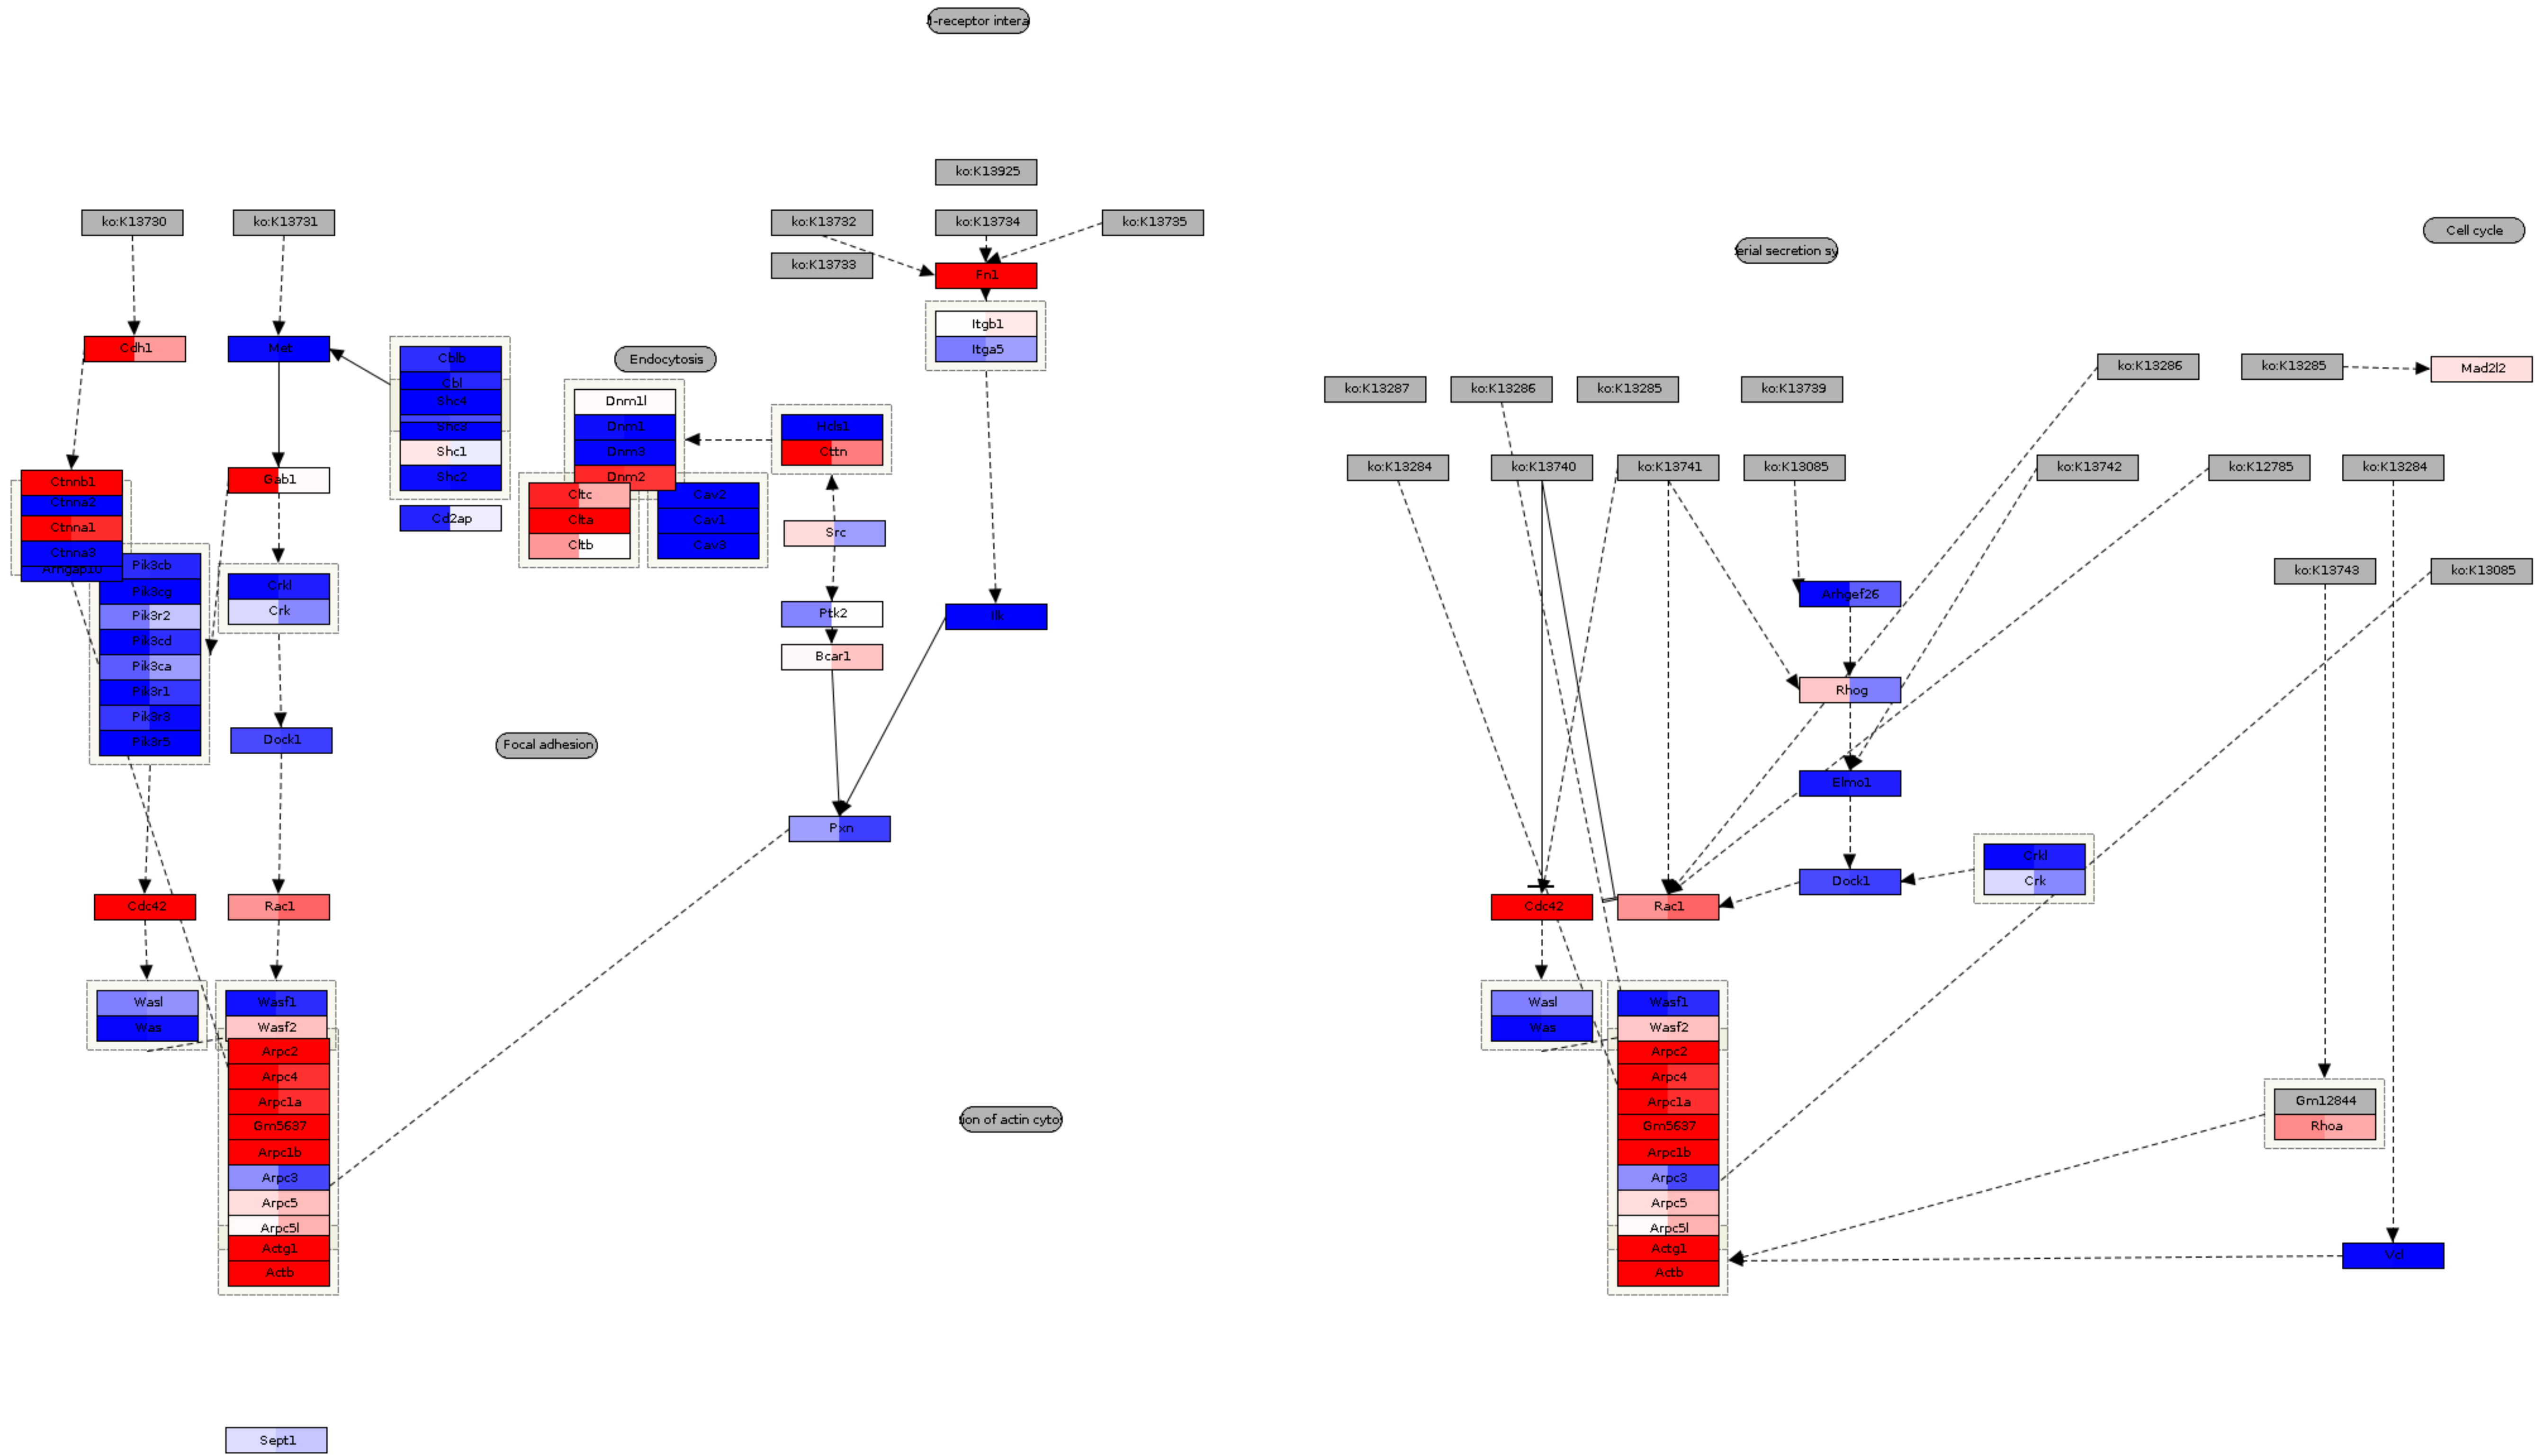 I-receptor intera
ko:K13925
ko:K13730
ko:K13731
ko:K13732
ko:K13734
ko:K13735
Cell cycle
erial secretion sy
ko:K13733
Fn1
Itgb1
Itga5
Cdh1
Met
Cblb
Cbl
Shc4
Shc3
Shc1
Shc2
Cd2ap
Endocytosis
Dnm1l
Dnm1
Dnm3
Dnm2
Cltc
Clta
Cltb
Cav2
Cav1
Cav3
Hcls1
Cttn
Src
Ptk2
Bcar1
Ilk
Pxn
Ctnnb1
Ctnna2
Ctnna1
Ctnna3
Arhgap10
Gab1
Pik3cb
Pik3cg
Pik3r2
Pik3cd
Pik3ca
Pik3r1
Pik3r3
Pik3r5
Crkl
Crk
Dock1
Focal adhesion
Cdc42
Rac1
Wasl
Was
Wasf1
Wasf2
Arpc2
Arpc4
Arpc1a
Gm5637
Arpc1b
Arpc3
Arpc5
Arpc5l
Actg1
Actb
Sept1
ion of actin cyto
ko:K13287
ko:K13286
ko:K13285
ko:K13739
ko:K13286
ko:K13285
Mad2l2
ko:K13284
ko:K13740
ko:K13741
ko:K13085
ko:K13742
ko:K12785
ko:K13284
ko:K13743
ko:K13085
Arhgef26
Rhog
Elmo1
Dock1
Crkl
Crk
Cdc42
Rac1
Wasl
Was
Wasf1
Wasf2
Arpc2
Arpc4
Arpc1a
Gm5637
Arpc1b
Arpc3
Arpc5
Arpc5l
Actg1
Actb
Gm12844
Rhoa
Vcl